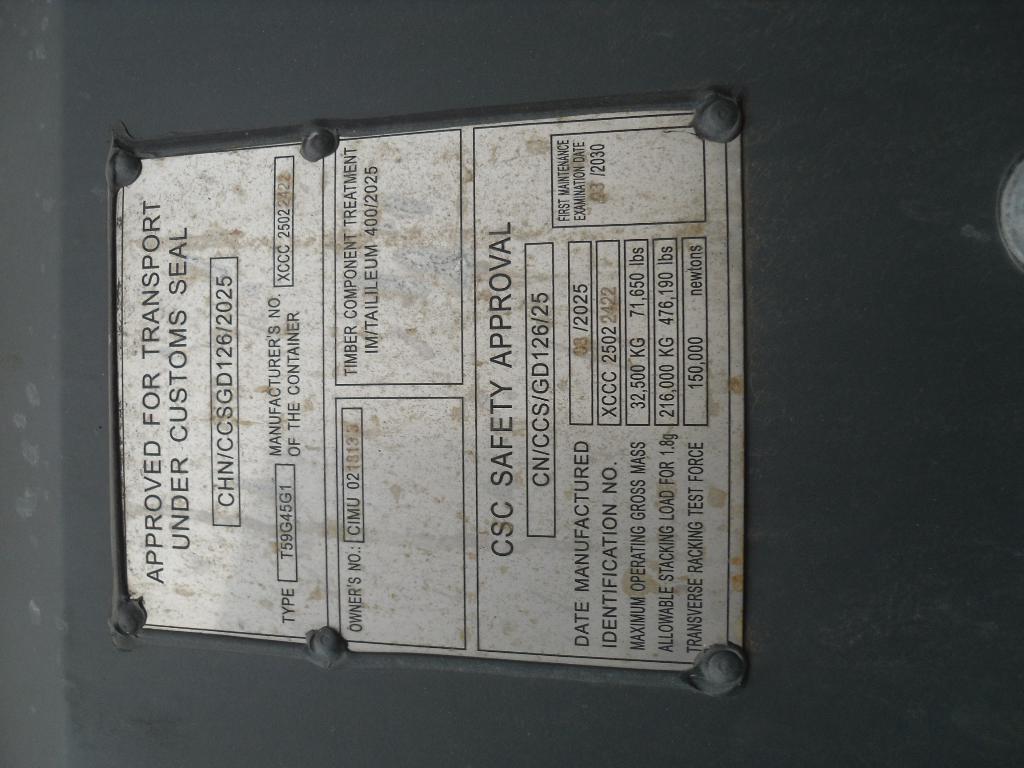 APPROVED FOR TRANSPORT
UNDER CUSTOMS SEAL
CHN/CCSGD126/2025
TYPE T59G45G1 MANUFACTURER'S NO. OF THE CONTAINER XCCC 2502 2422
OWNER'S NO.: CIMU 02
TIMBER COMPONENT TREATMENT
IM/TAILILEUM 400/2025
CSC SAFETY APPROVAL
CN/CCS/GD126/25
DATE MANUFACTURED 03 /2025
IDENTIFICATION NO. XCCC 2502 2422
MAXIMUM OPERATING GROSS MASS 32,500 KG 71,650 lbs
ALLOWABLE STACKING LOAD FOR 1.8g 216,000 KG 476,190 lbs
TRANSVERSE RACKING TEST FORCE 150,000 newtons
FIRST MAINTENANCE
EXAMINATION DATE
03 /2030